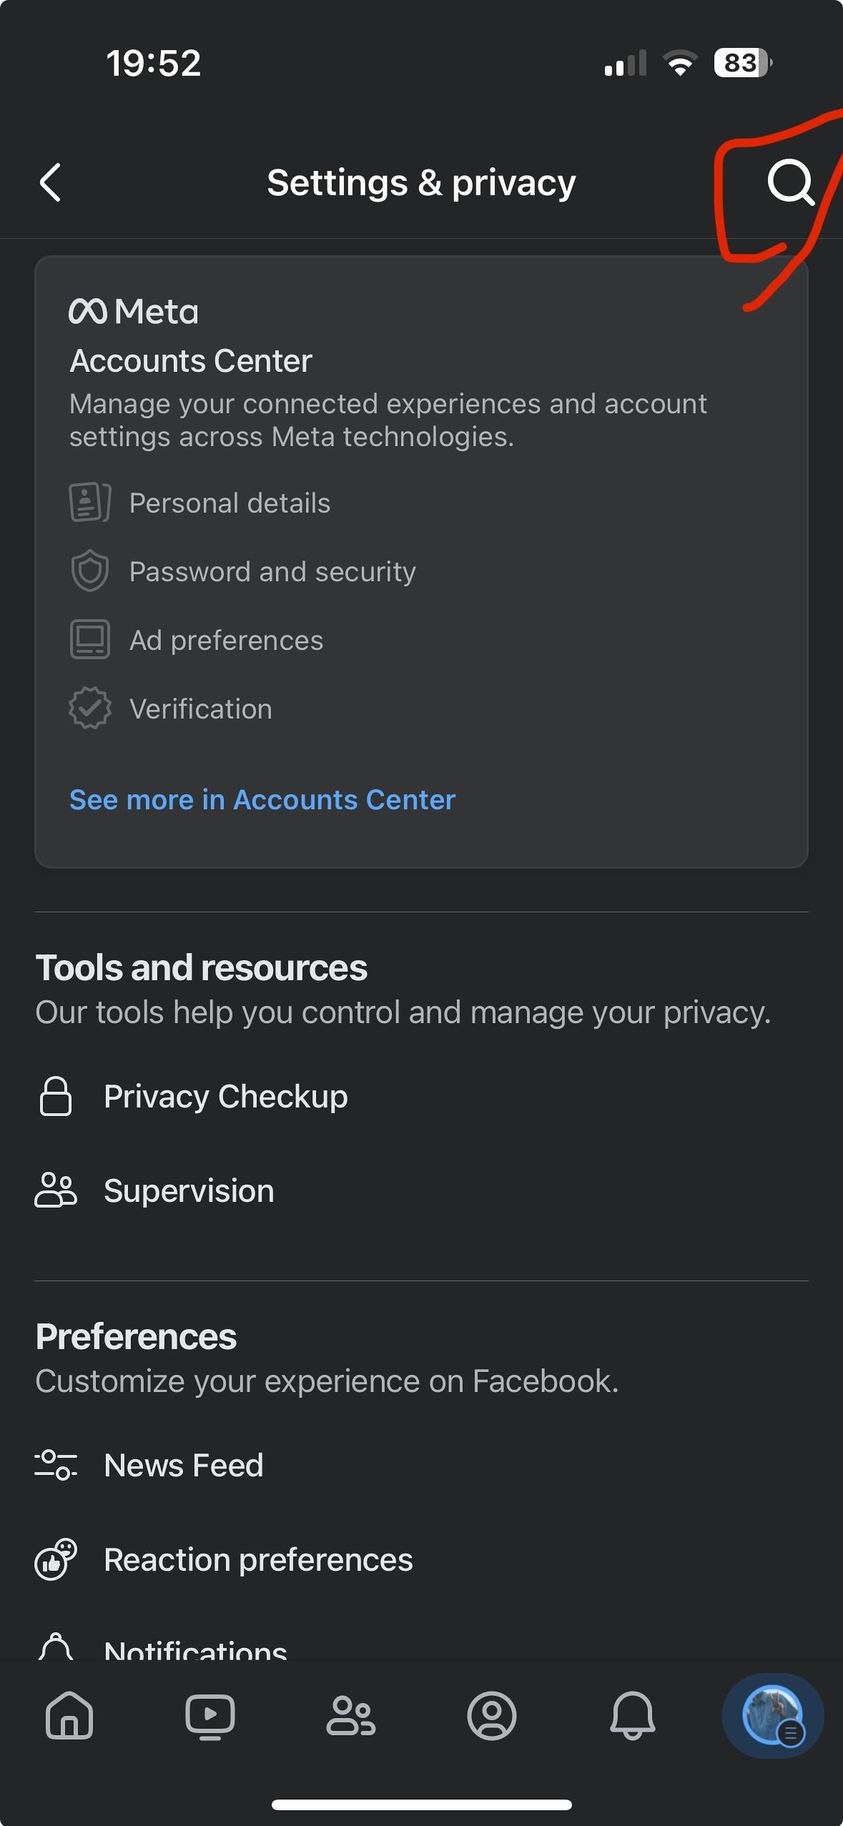 19:52
83
Settings & privacy
Meta
Accounts Center
Manage your connected experiences and account
settings across Meta technologies.
Personal details
Password and security
Ad preferences
Verification
See more in Accounts Center
Tools and resources
Our tools help you control and manage your privacy.
Privacy Checkup
Supervision
Preferences
Customize your experience on Facebook.
News Feed
Reaction preferences
Notifications